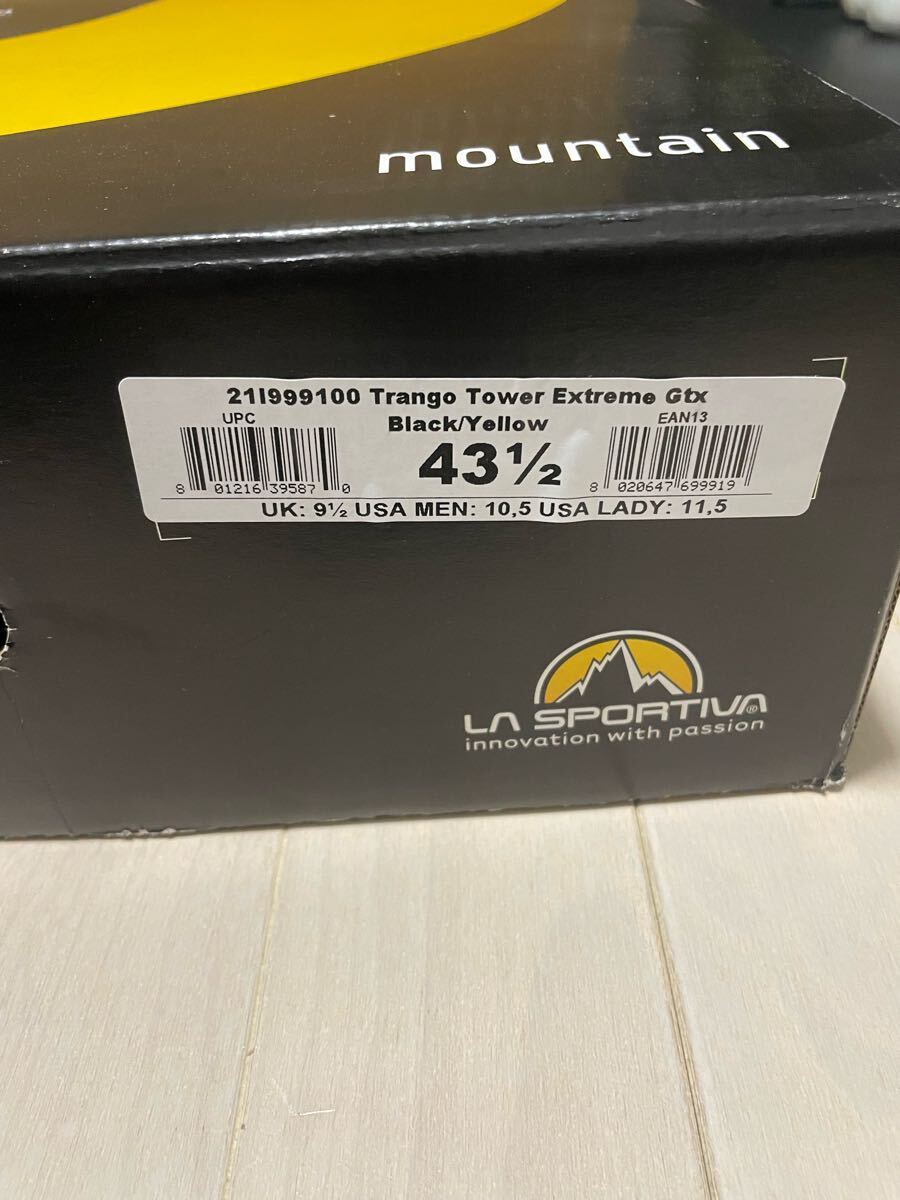 mountain
21I999100 Trango Tower Extreme Gtx
Black/Yellow
UPC
EAN13
43½
8 01216 39587 0
8 020647 699919
UK: 9½ USA MEN: 10,5 USA LADY: 11,5
LA SPORTIVA®
innovation with passion